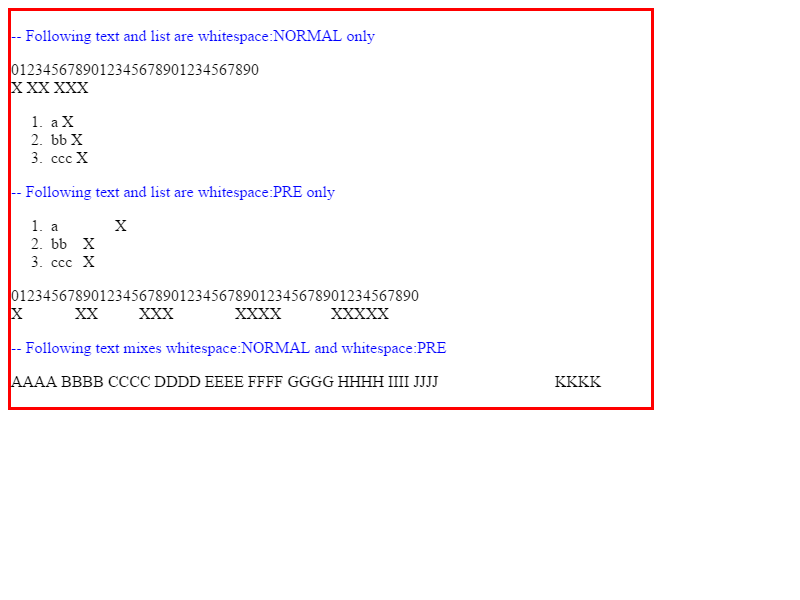 -- Following text and list are whitespace:NORMAL only
0123456789012345678901234567890
X XX XXX
1. a X
2. bb X
3. ccc X
-- Following text and list are whitespace:PRE only
1. a X
2. bb X
3. ccc X
012345678901234567890123456789012345678901234567890
X XX XXX XXXX XXXXX
-- Following text mixes whitespace:NORMAL and whitespace:PRE
AAAA BBBB CCCC DDDD EEEE FFFF GGGG HHHH IIII JJJJ KKKK